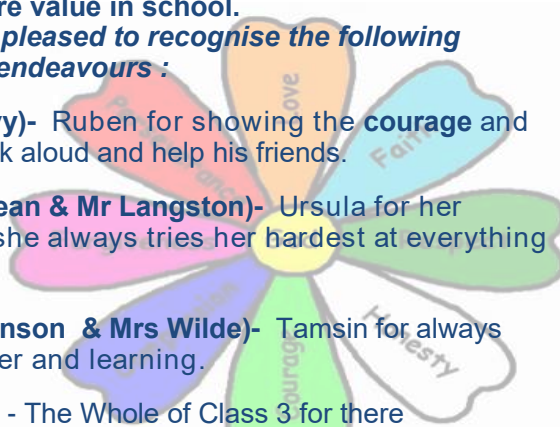 re value in school.
pleased to recognise the following
endeavours :
Love
Faith
y)- Ruben for showing the courage and
k aloud and help his friends.
ean & Mr Langston)- Ursula for her
she always tries her hardest at everything
God
Honesty
nson & Mrs Wilde)- Tamsin for always
er and learning.
Courage
- The Whole of Class 3 for there